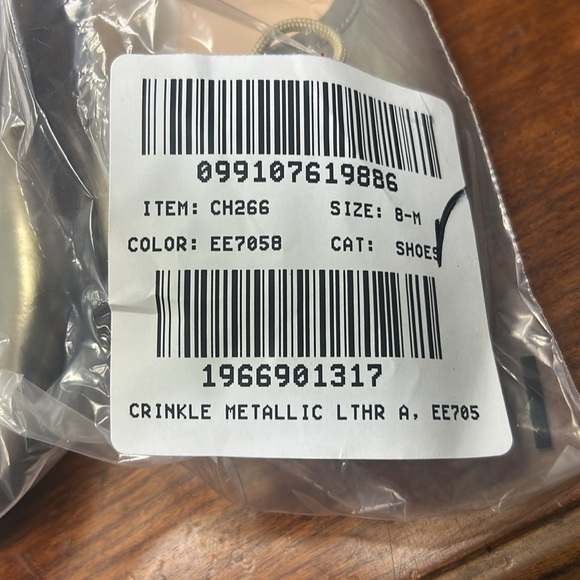 099107619886
ITEM: CH266 SIZE: 8-M
COLOR: EE7058 CAT: SHOES
1966901317
CRINKLE METALLIC LTHR A, EE705